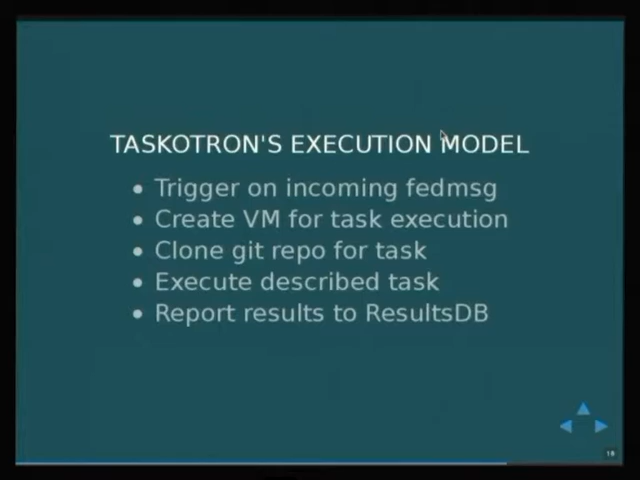 TASKOTRON'S EXECUTION MODEL
• Trigger on incoming fedmsg
• Create VM for task execution
• Clone git repo for task
• Execute described task
• Report results to ResultsDB